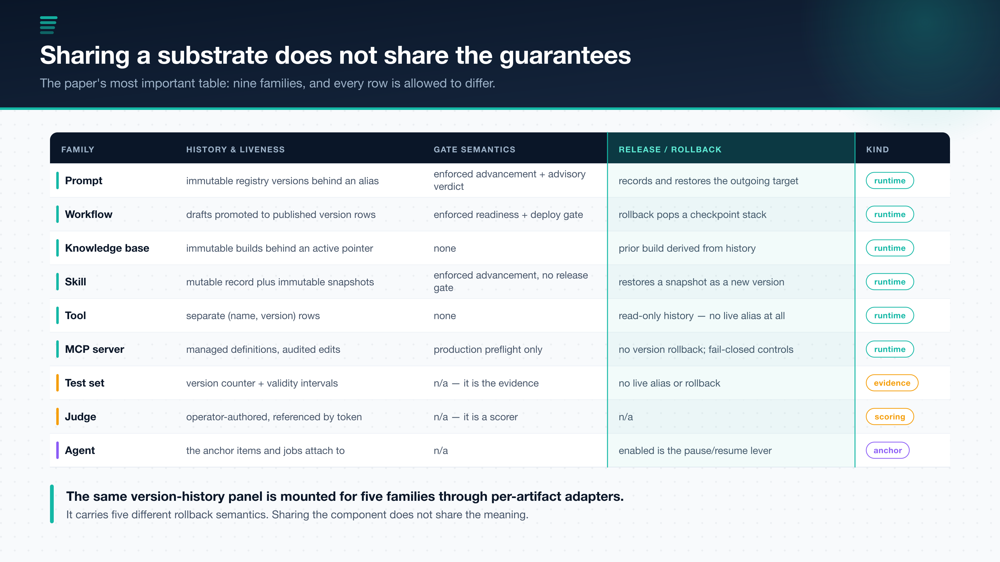 Sharing a substrate does not share the guarantees
The paper's most important table: nine families, and every row is allowed to differ.
FAMILY HISTORY & LIVENESS GATE SEMANTICS RELEASE / ROLLBACK KIND
Prompt immutable registry versions behind an alias enforced advancement + advisory verdict records and restores the outgoing target runtime
Workflow drafts promoted to published version rows enforced readiness + deploy gate rollback pops a checkpoint stack runtime
Knowledge base immutable builds behind an active pointer none prior build derived from history runtime
Skill mutable record plus immutable snapshots enforced advancement, no release gate restores a snapshot as a new version runtime
Tool separate (name, version) rows none read-only history — no live alias at all runtime
MCP server managed definitions, audited edits production preflight only no version rollback; fail-closed controls runtime
Test set version counter + validity intervals n/a — it is the evidence no live alias or rollback evidence
Judge operator-authored, referenced by token n/a — it is a scorer n/a scoring
Agent the anchor items and jobs attach to n/a enabled is the pause/resume lever anchor
The same version-history panel is mounted for five families through per-artifact adapters.
It carries five different rollback semantics. Sharing the component does not share the meaning.